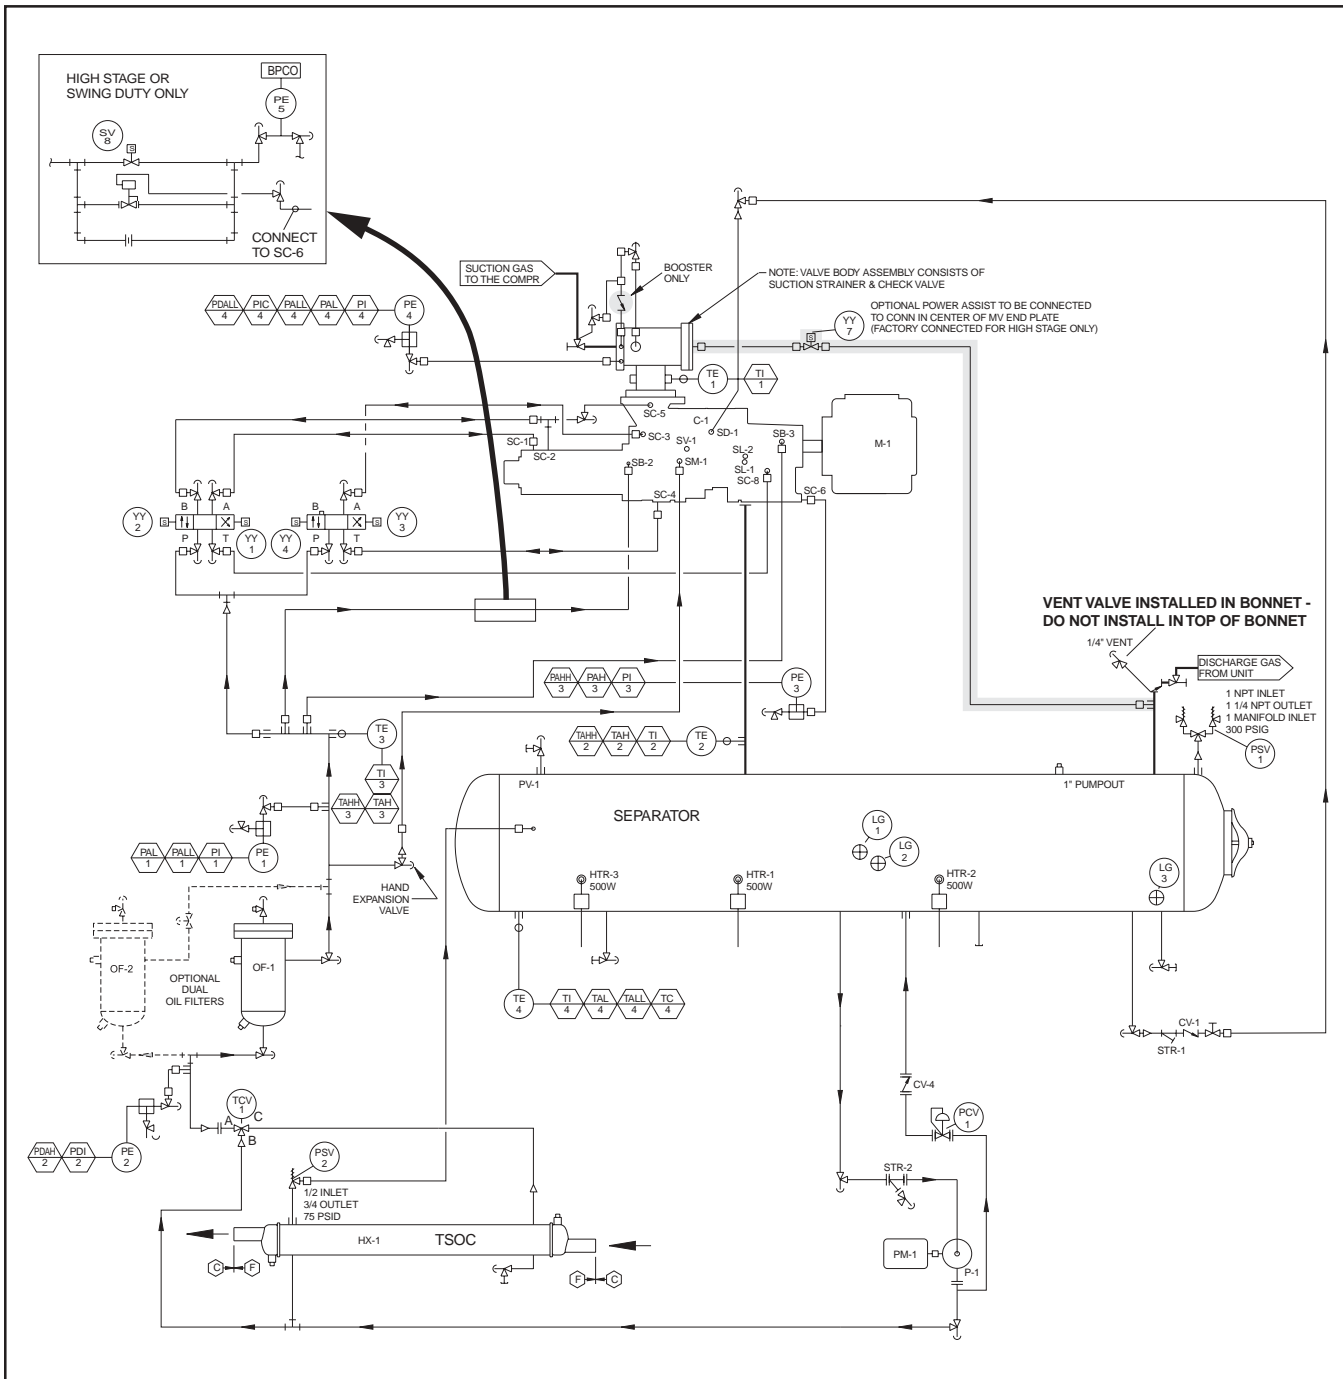 HIGH STAGE OR
SWING DUTY ONLY
BPCO
PE
5
SV
8
S
CONNECT
TO SC-6
SUCTION GAS
TO THE COMPR
BOOSTER
ONLY
NOTE: VALVE BODY ASSEMBLY CONSISTS OF
SUCTION STRAINER & CHECK VALVE
OPTIONAL POWER ASSIST TO BE CONNECTED
TO CONN IN CENTER OF MV END PLATE
(FACTORY CONNECTED FOR HIGH STAGE ONLY)
YY
7
S
PDALL
4
PIC
4
PALL
4
PAL
4
PI
4
PE
4
TE
1
TI
1
SC-5
C-1
SC-1
SC-2
SC-3
SD-1
SB-3
M-1
SV-1
SL-2
SB-2
SM-1
SL-1
SC-8
SC-4
SC-6
B
A
B
A
YY
2
S
S
YY
1
YY
4
S
S
YY
3
P
T
P
T
VENT VALVE INSTALLED IN BONNET -
DO NOT INSTALL IN TOP OF BONNET
1/4" VENT
DISCHARGE GAS
FROM UNIT
1 NPT INLET
1 1/4 NPT OUTLET
1 MANIFOLD INLET
300 PSIG
PSV
1
PAHH
3
PAH
3
PI
3
PE
3
TE
3
TI
3
TAHH
3
TAH
3
TAHH
2
TAH
2
TI
2
TE
2
PV-1
1" PUMPOUT
SEPARATOR
LG
1
LG
2
LG
3
HTR-3
500W
HTR-1
500W
HTR-2
500W
PAL
1
PALL
1
PI
1
PE
1
HAND
EXPANSION
VALVE
OF-2
OPTIONAL
DUAL
OIL FILTERS
OF-1
TE
4
TI
4
TAL
4
TALL
4
TC
4
CV-1
STR-1
CV-4
PCV
1
TCV
1
A
C
B
PDAH
2
PDI
2
PE
2
PSV
2
1/2 INLET
3/4 OUTLET
75 PSID
STR-2
HX-1
TSOC
C
F
F
C
PM-1
P-1